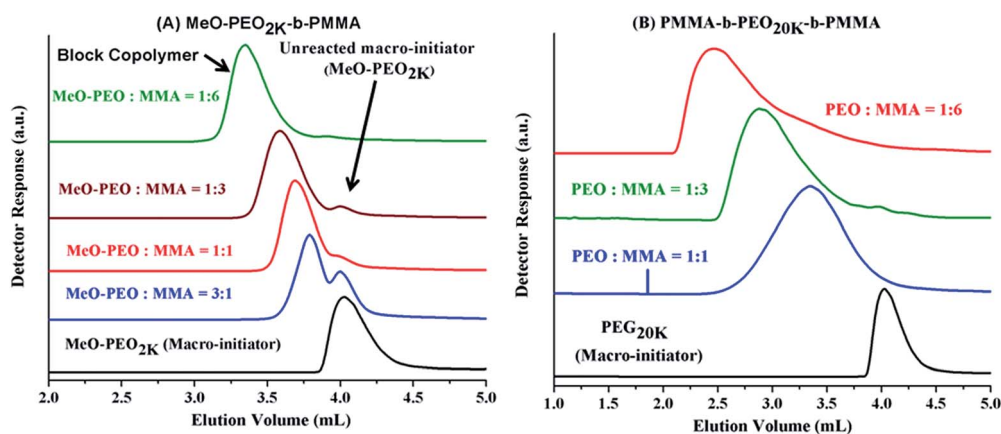 (A) MeO-PEO2K-b-PMMA
Block Copolymer
Unreacted macro-initiator
(MeO-PEO2K)
MeO-PEO : MMA = 1:6
MeO-PEO : MMA = 1:3
MeO-PEO : MMA = 1:1
MeO-PEO : MMA = 3:1
MeO-PEO2K (Macro-initiator)
Detector Response (a.u.)
2.0 2.5 3.0 3.5 4.0 4.5 5.0
Elution Volume (mL)
(B) PMMA-b-PEO20K-b-PMMA
PEO : MMA = 1:6
PEO : MMA = 1:3
PEO : MMA = 1:1
PEG20K
(Macro-initiator)
Detector Response (a.u.)
1.0 1.5 2.0 2.5 3.0 3.5 4.0 4.5 5.0
Elution Volume (mL)